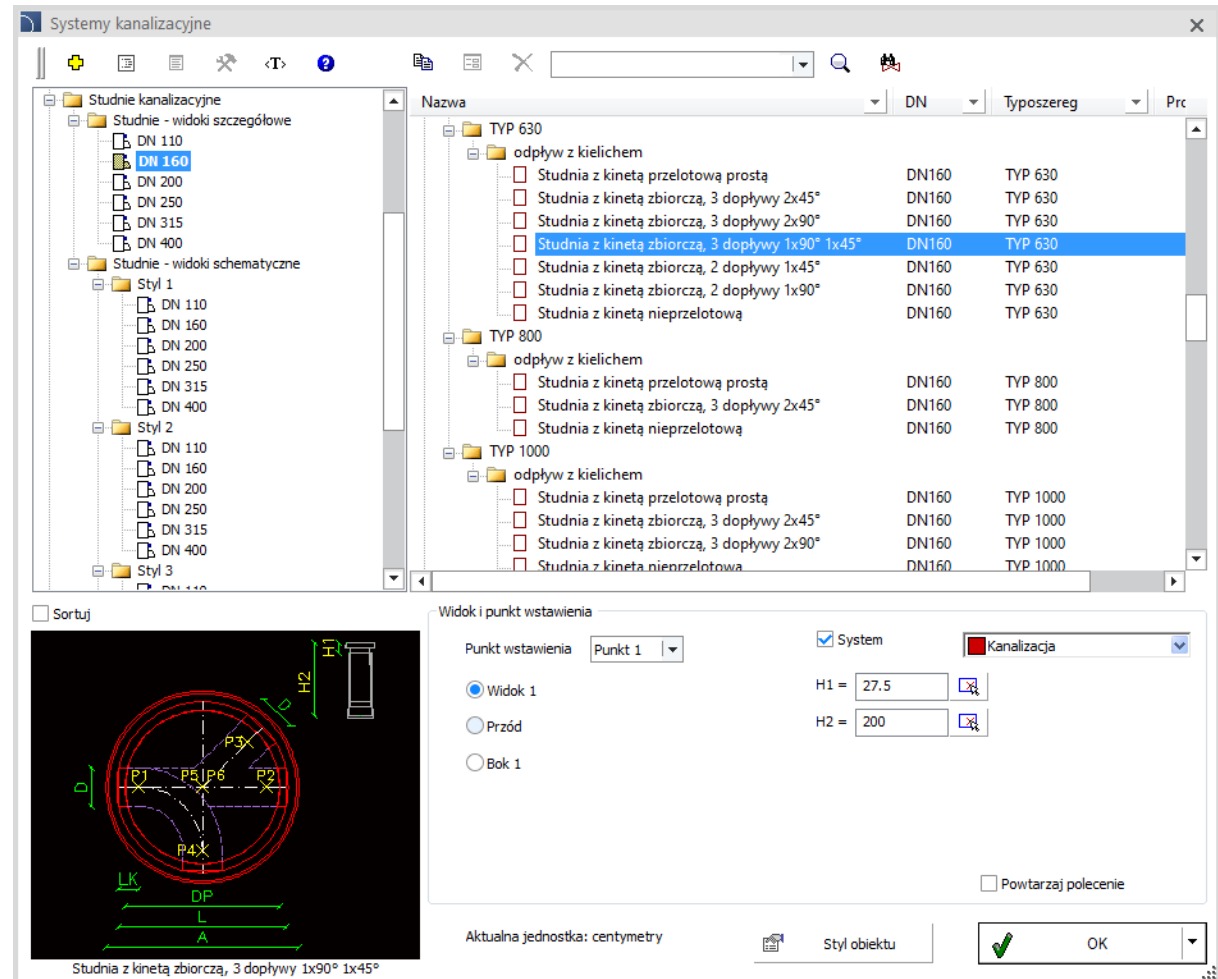 Systemy kanalizacyjne
<T>
Studnie kanalizacyjne
Studnie - widoki szczegółowe
DN 110
DN 160
DN 200
DN 250
DN 315
DN 400
Studnie - widoki schematyczne
Styl 1
DN 110
DN 160
DN 200
DN 250
DN 315
DN 400
Styl 2
DN 110
DN 160
DN 200
DN 250
DN 315
DN 400
Styl 3
DN 110
Nazwa DN Typoszereg Prc
TYP 630
odpływ z kielichem
Studnia z kinetą przelotową prostą DN160 TYP 630
Studnia z kinetą zbiorczą, 3 dopływy 2x45° DN160 TYP 630
Studnia z kinetą zbiorczą, 3 dopływy 2x90° DN160 TYP 630
Studnia z kinetą zbiorczą, 3 dopływy 1x90° 1x45° DN160 TYP 630
Studnia z kinetą zbiorczą, 2 dopływy 1x45° DN160 TYP 630
Studnia z kinetą zbiorczą, 2 dopływy 1x90° DN160 TYP 630
Studnia z kinetą nieprzelotową DN160 TYP 630
TYP 800
odpływ z kielichem
Studnia z kinetą przelotową prostą DN160 TYP 800
Studnia z kinetą zbiorczą, 3 dopływy 2x45° DN160 TYP 800
Studnia z kinetą nieprzelotową DN160 TYP 800
TYP 1000
odpływ z kielichem
Studnia z kinetą przelotową prostą DN160 TYP 1000
Studnia z kinetą zbiorczą, 3 dopływy 2x45° DN160 TYP 1000
Studnia z kinetą zbiorczą, 3 dopływy 2x90° DN160 TYP 1000
Studnia z kinetą nieprzelotową DN160 TYP 1000
Sortuj
H1
H2
D
P3
P1 P5 P6 P2
D
P4
LK
DP
L
A
Studnia z kinetą zbiorczą, 3 dopływy 1x90° 1x45°
Widok i punkt wstawienia
Punkt wstawienia Punkt 1
Widok 1
Przód
Bok 1
System Kanalizacja
H1 = 27.5
H2 = 200
Powtarzaj polecenie
Aktualna jednostka: centymetry
Styl obiektu
OK